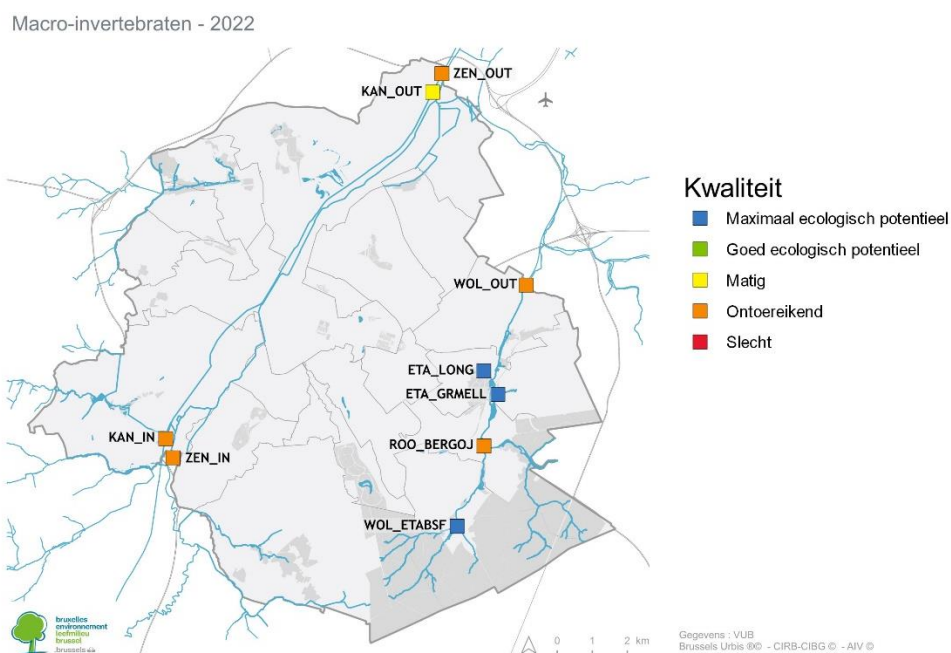 Macro-invertebraten - 2022
ZEN_OUT
KAN_OUT
WOL_OUT
ETA_LONG
ETA_GRMELL
KAN_IN
ROO_BERGOJ
ZEN_IN
WOL_ETABSF
Kwaliteit
Maximaal ecologisch potentieel
Goed ecologisch potentieel
Matig
Ontoereikend
Slecht
bruxelles
environnement
leefmilieu
brussel
brussels
0 1 2 km
Gegevens : VUB
Brussels Urbis ®© - CIRB-CIBG © - AIV ©